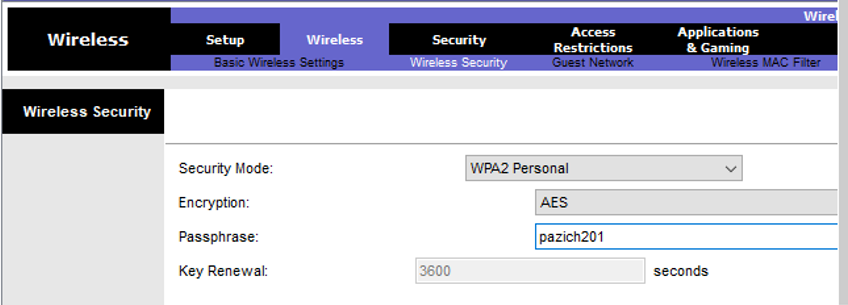 Wireless
Setup
Wireless
Security
Access
Restrictions
Applications
& Gaming
Basic Wireless Settings
Wireless Security
Guest Network
Wireless MAC Filter
Wireless Security
Security Mode: WPA2 Personal
Encryption: AES
Passphrase: pazich201
Key Renewal: 3600 seconds